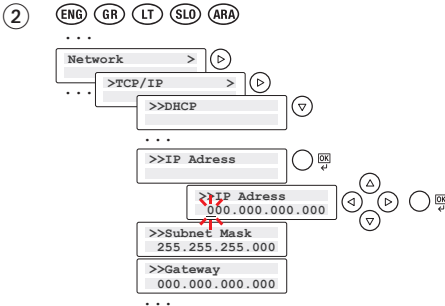 2
ENG GR LT SLO ARA
...
Network >
... >TCP/IP >
>>DHCP
...
>>IP Adress
OK
>>IP Adress
000.000.000.000
OK
>>Subnet Mask
255.255.255.000
>>Gateway
000.000.000.000
...